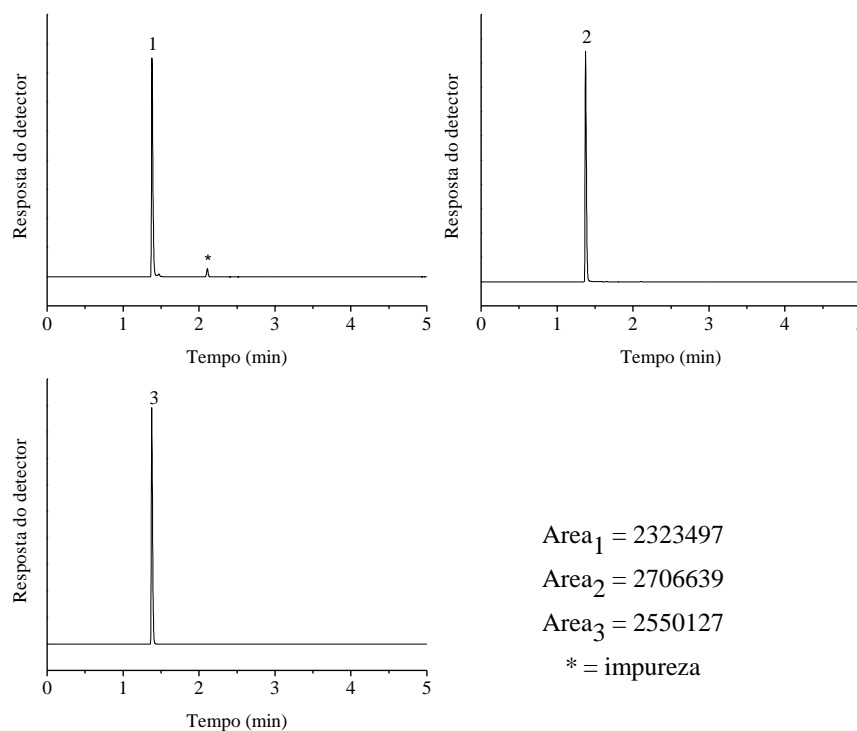 1
*
Resposta do detector
0 1 2 3 4 5
Tempo (min)
2
Resposta do detector
0 1 2 3 4
Tempo (min)
3
Resposta do detector
0 1 2 3 4 5
Tempo (min)
Area1 = 2323497
Area2 = 2706639
Area3 = 2550127
* = impureza